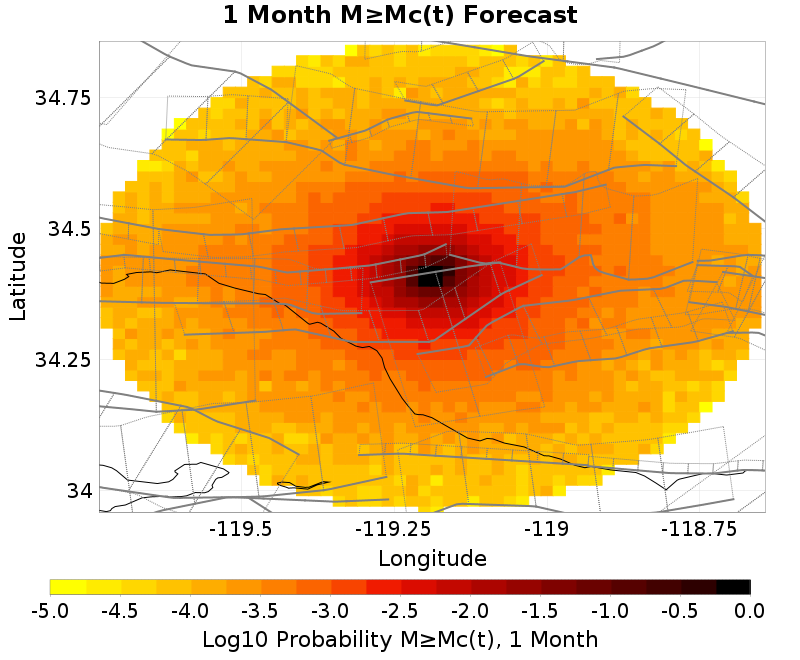 1 Month M≥Mc(t) Forecast
Latitude
34.75
34.5
34.25
34
-119.5 -119.25 -119 -118.75
Longitude
-5.0 -4.5 -4.0 -3.5 -3.0 -2.5 -2.0 -1.5 -1.0 -0.5 0.0
Log10 Probability M≥Mc(t), 1 Month